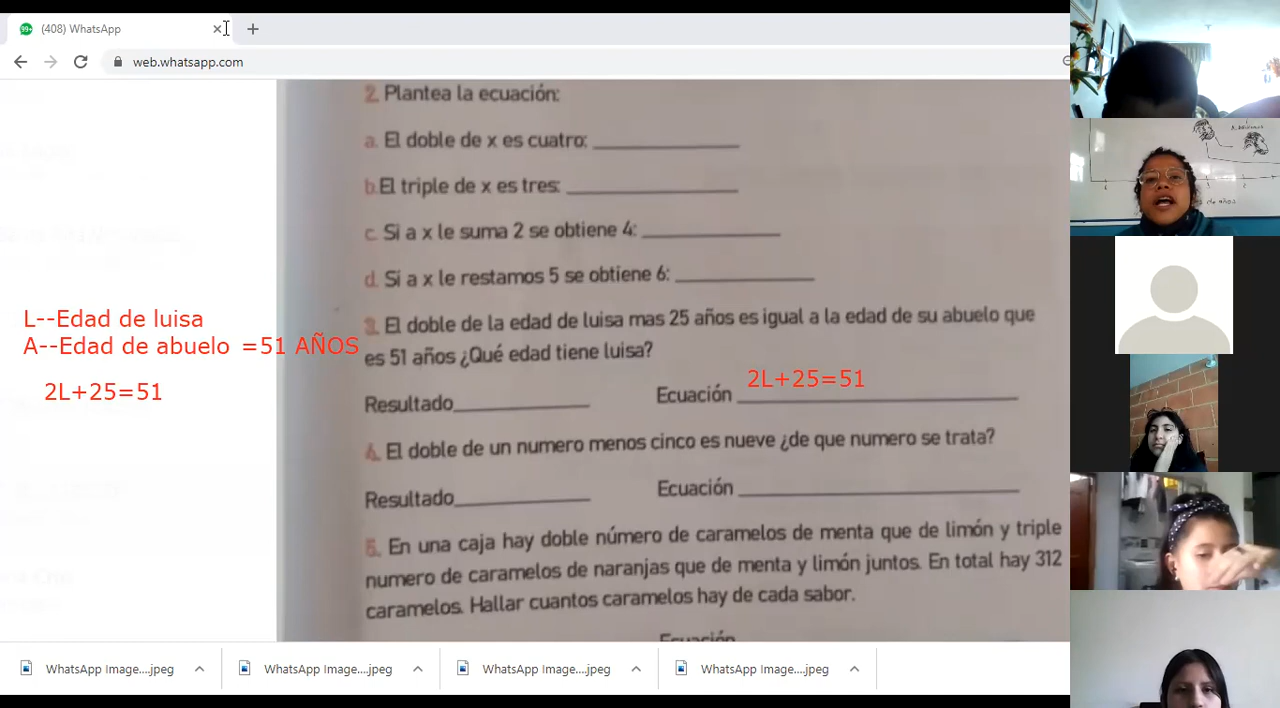 (408) WhatsApp
web.whatsapp.com
2. Plantea la ecuación:
a. El doble de x es cuatro:
b.El triple de x es tres:
c. Si a x le suma 2 se obtiene 4:
d. Si a x le restamos 5 se obtiene 6:
L--Edad de luisa
A--Edad de abuelo =51 AÑOS
2L+25=51
3. El doble de la edad de luisa mas 25 años es igual a la edad de su abuelo que
es 51 años ¿Qué edad tiene luisa?
Resultado
Ecuación 2L+25=51
4. El doble de un numero menos cinco es nueve ¿de que numero se trata?
Resultado
Ecuación
5. En una caja hay doble número de caramelos de menta que de limón y triple
numero de caramelos de naranjas que de menta y limón juntos. En total hay 312
caramelos. Hallar cuantos caramelos hay de cada sabor.
Ecuación
WhatsApp Image....jpeg
WhatsApp Image....jpeg
WhatsApp Image....jpeg
WhatsApp Image....jpeg
de años